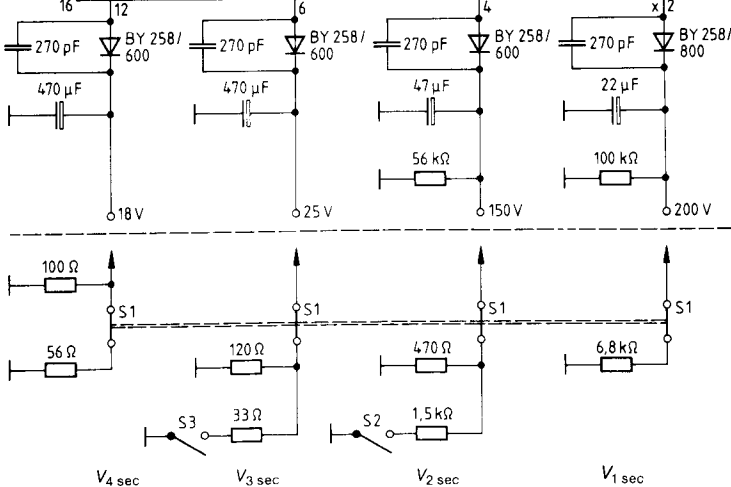 16 12 6 4 x 2
270 pF BY 258/ 600 270 pF BY 258/ 600 270 pF BY 258/ 600 270 pF BY 258/ 800
470 µF 470 µF 47 µF 22 µF
56 kΩ 100 kΩ
18 V 25 V 150 V 200 V
100 Ω
S1 S1 S1 S1
56 Ω 120 Ω 470 Ω 6,8 kΩ
S3 33 Ω S2 1,5 kΩ
V4 sec V3 sec V2 sec V1 sec